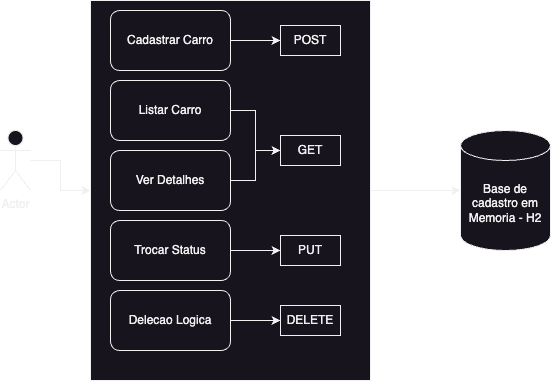 Cadastrar Carro
POST
Listar Carro
GET
Ver Detalhes
Actor
Base de
cadastro em
Memoria - H2
Trocar Status
PUT
Delecao Logica
DELETE